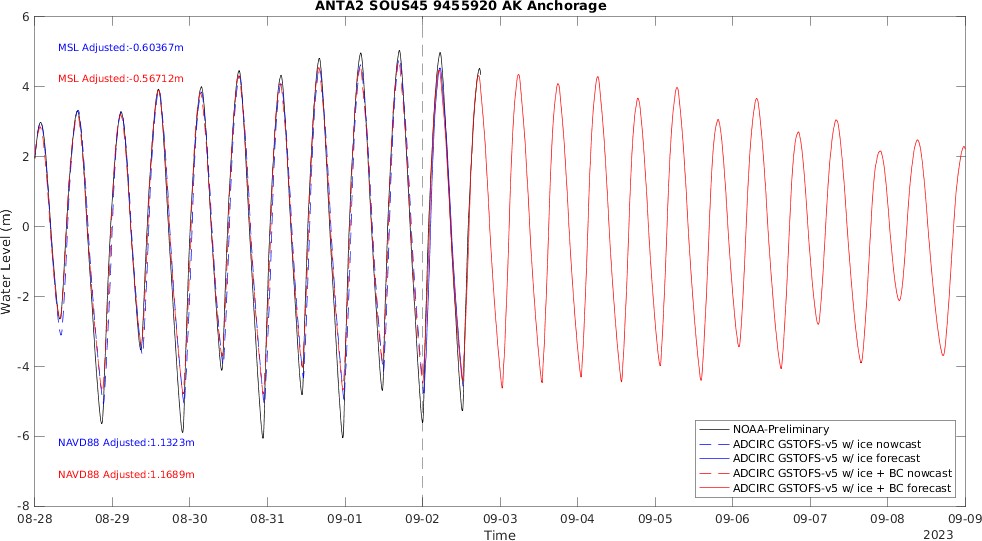 ANTA2 SOUS45 9455920 AK Anchorage
6
MSL Adjusted:-0.60367m
MSL Adjusted:-0.56712m
4
2
0
-2
-4
-6
-8
Water Level (m)
NAVD88 Adjusted:1.1323m
NAVD88 Adjusted:1.1689m
NOAA-Preliminary
ADCIRC GSTOFS-v5 w/ ice nowcast
ADCIRC GSTOFS-v5 w/ ice forecast
ADCIRC GSTOFS-v5 w/ ice + BC nowcast
ADCIRC GSTOFS-v5 w/ ice + BC forecast
08-28 08-29 08-30 08-31 09-01 09-02 09-03 09-04 09-05 09-06 09-07 09-08 09-09
Time
2023